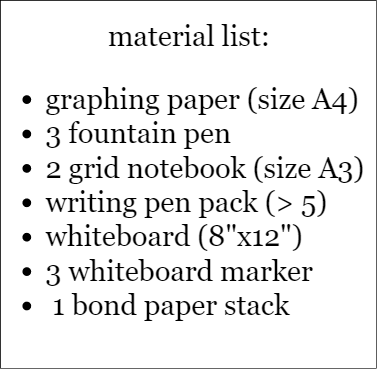 material list:
• graphing paper (size A4)
• 3 fountain pen
• 2 grid notebook (size A3)
• writing pen pack (> 5)
• whiteboard (8"x12")
• 3 whiteboard marker
• 1 bond paper stack